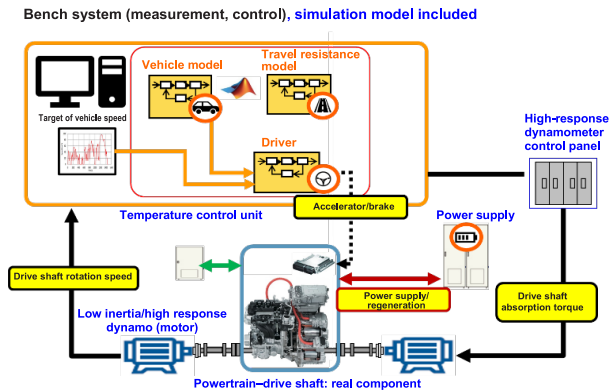 Bench system (measurement, control), simulation model included
Vehicle model
Travel resistance
model
Target of vehicle speed
Driver
High-response
dynamometer
control panel
Temperature control unit
Accelerator/brake
Power supply
Drive shaft rotation speed
Power supply/
regeneration
Drive shaft
absorption torque
Low inertia/high response
dynamo (motor)
Powertrain–drive shaft: real component